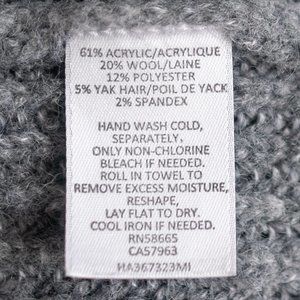 61% ACRYLIC/ACRYLIQUE
20% WOOL/LAINE
12% POLYESTER
5% YAK HAIR/POIL DE YACK
2% SPANDEX
HAND WASH COLD,
SEPARATELY.
ONLY NON-CHLORINE
BLEACH IF NEEDED.
ROLL IN TOWEL TO
REMOVE EXCESS MOISTURE,
RESHAPE,
LAY FLAT TO DRY.
COOL IRON IF NEEDED.
RN58665
CA57963
HA367323MI